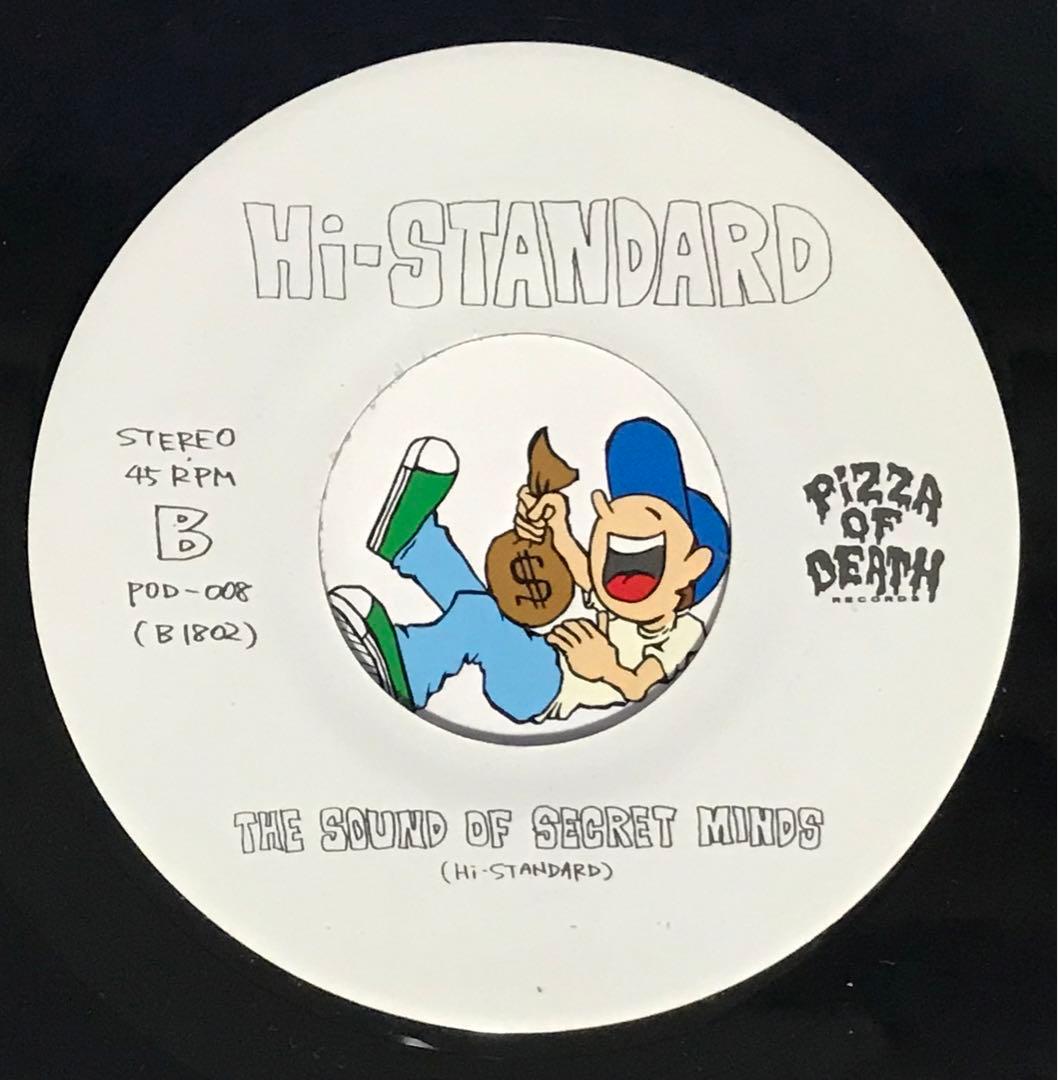 Hi-STANDARD
STEREO
45 RPM
B
POD-008
(B1802)
$
PiZZA
OF
DEATH
RECORDS
THE SOUND OF SECRET MINDS
(Hi-STANDARD)